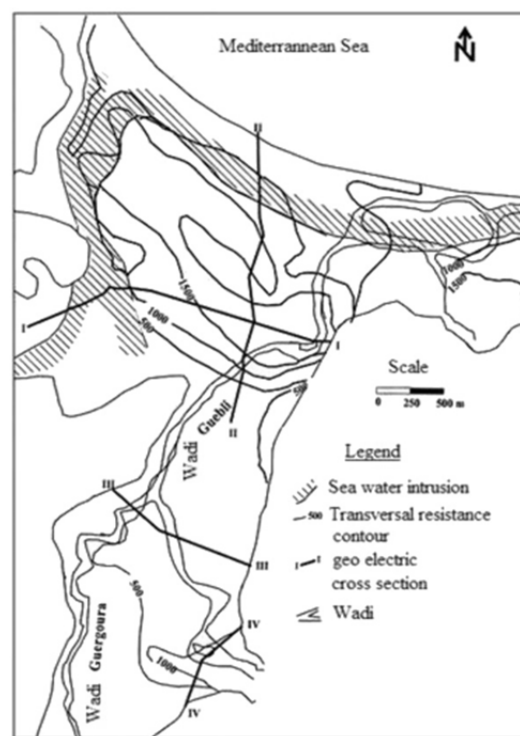 Mediterrannean Sea
N
II
1000
1500
1500
I
1000
500
I
Scale
0 250 500 m
500
Wadi Guebli
II
Legend
Sea water intrusion
500 Transversal resistance
contour
I I geo electric
cross section
Wadi
III
III
500
Wadi Guergoura
IV
1000
IV